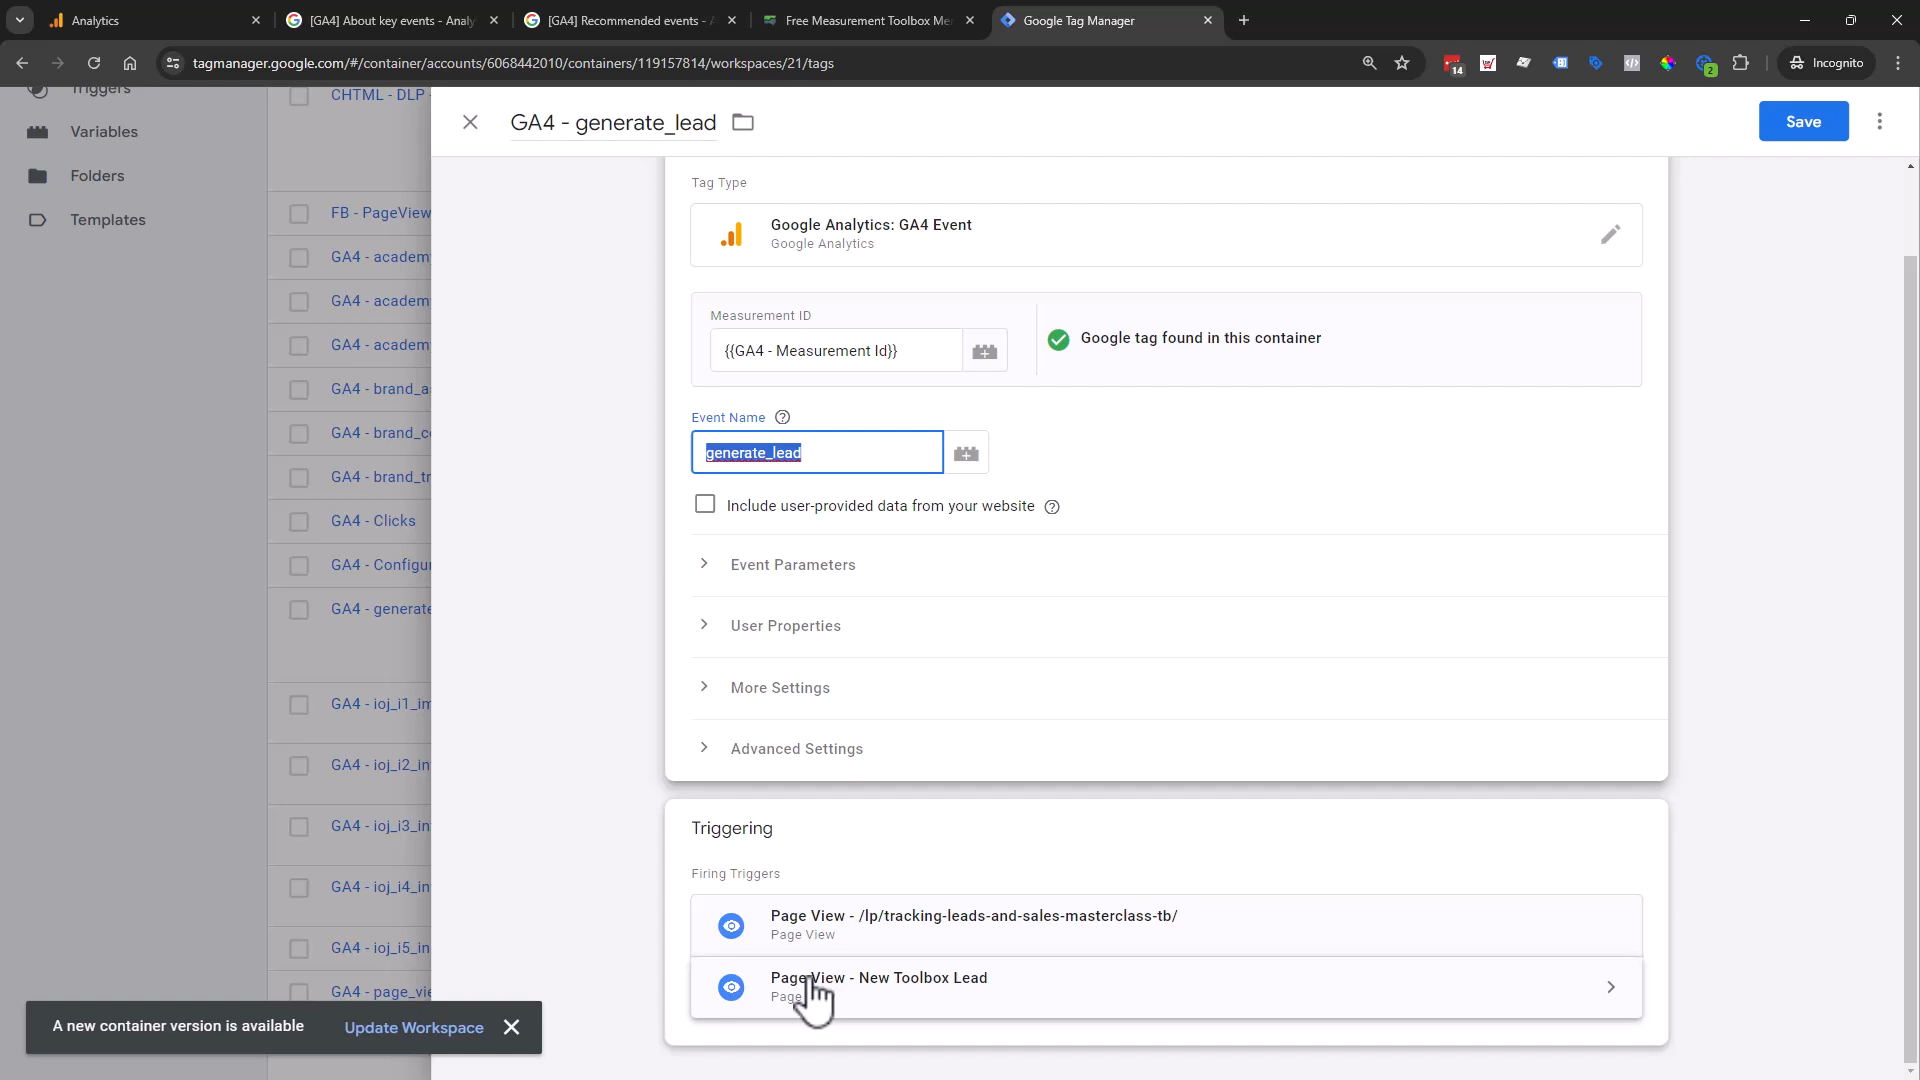 Analytics
[GA4] About key events - Analy
[GA4] Recommended events - A
Free Measurement Toolbox Me
Google Tag Manager
tagmanager.google.com/#/container/accounts/6068442010/containers/119157814/workspaces/21/tags
14
2
Incognito
Triggers
Variables
Folders
Templates
CHTML - DLP -
FB - PageView
GA4 - academ
GA4 - academ
GA4 - academ
GA4 - brand_a
GA4 - brand_c
GA4 - brand_tr
GA4 - Clicks
GA4 - Configu
GA4 - generate
GA4 - ioj_i1_in
GA4 - ioj_i2_in
GA4 - ioj_i3_in
GA4 - ioj_i4_in
GA4 - ioj_i5_in
GA4 - page_vie
A new container version is available
Update Workspace
GA4 - generate_lead
Save
Tag Type
Google Analytics: GA4 Event
Google Analytics
Measurement ID
{{GA4 - Measurement Id}}
Google tag found in this container
Event Name
generate_lead
Include user-provided data from your website
Event Parameters
User Properties
More Settings
Advanced Settings
Triggering
Firing Triggers
Page View - /lp/tracking-leads-and-sales-masterclass-tb/
Page View
Page View - New Toolbox Lead
Page